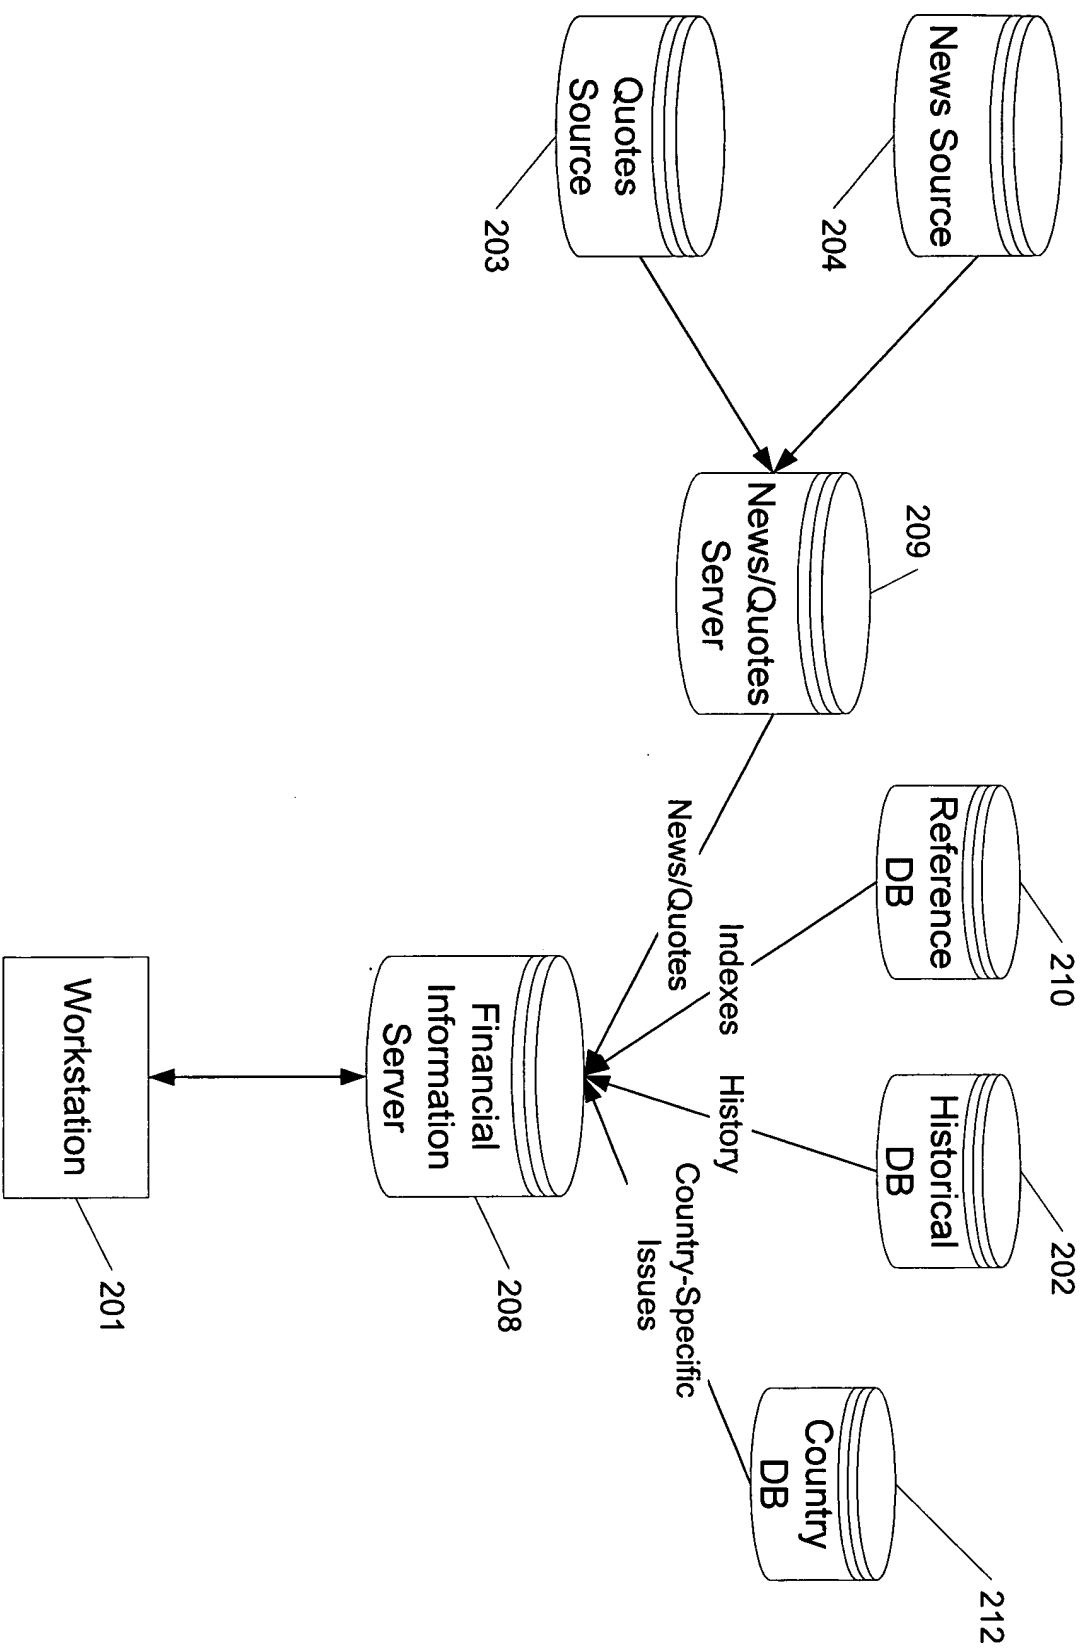 News Source
204
Quotes
Source
203
209
News/Quotes
Server
Reference
DB
210
Historical
DB
202
Country
DB
212
News/Quotes
Indexes
History
Country-Specific
Issues
Financial
Information
Server
208
Workstation
201